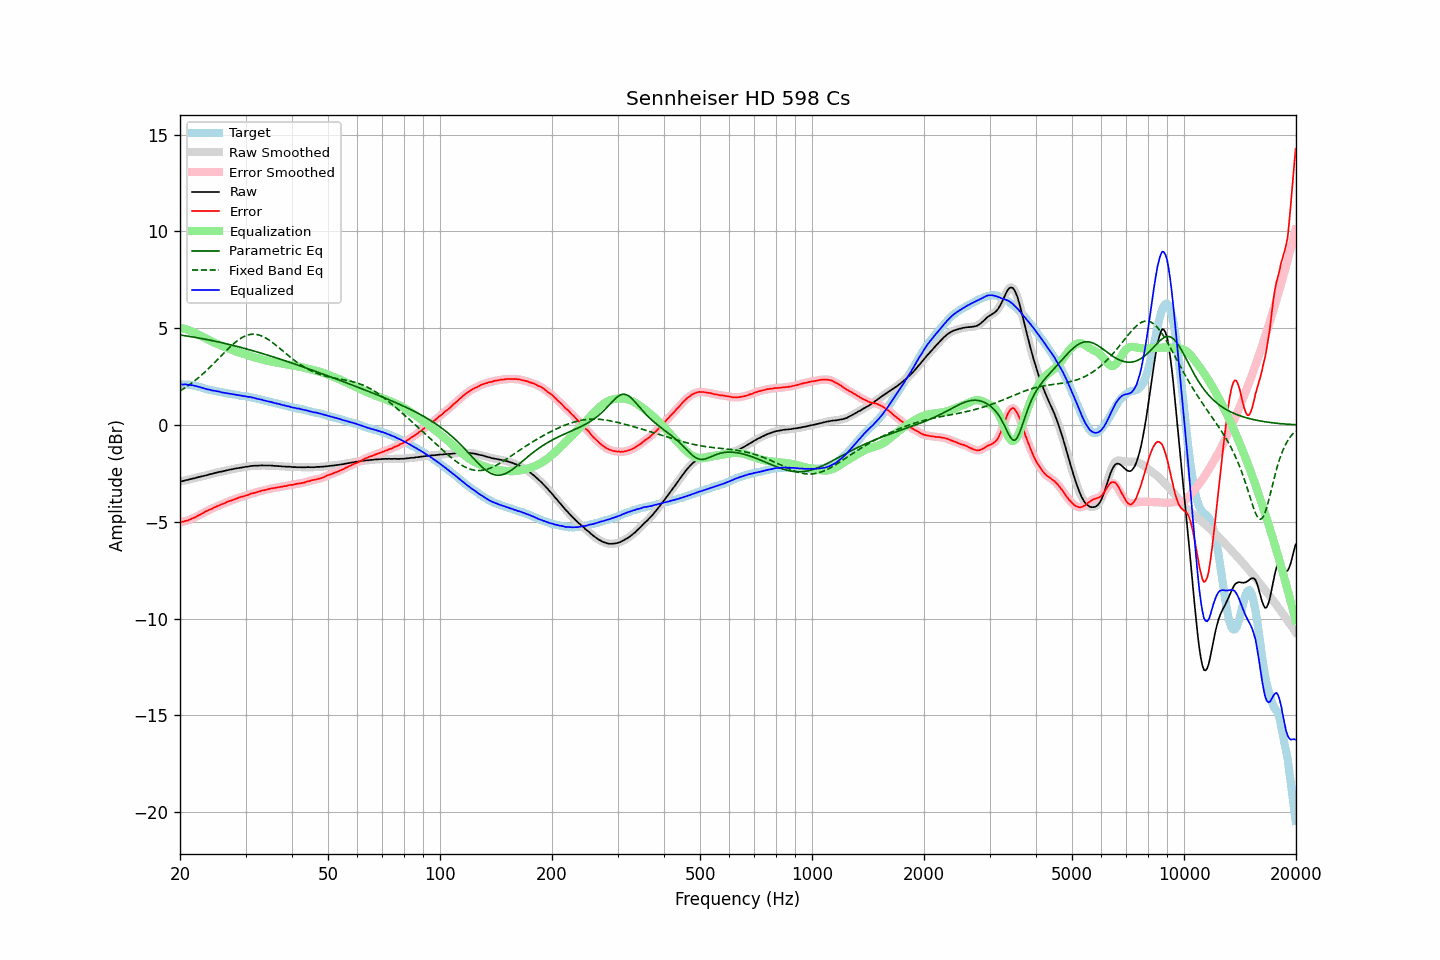 Sennheiser HD 598 Cs
Target
Raw Smoothed
Error Smoothed
Raw
Error
Equalization
Parametric Eq
Fixed Band Eq
Equalized
Amplitude (dBr)
15
10
5
0
−5
−10
−15
−20
20 50 100 200 500 1000 2000 5000 10000 20000
Frequency (Hz)